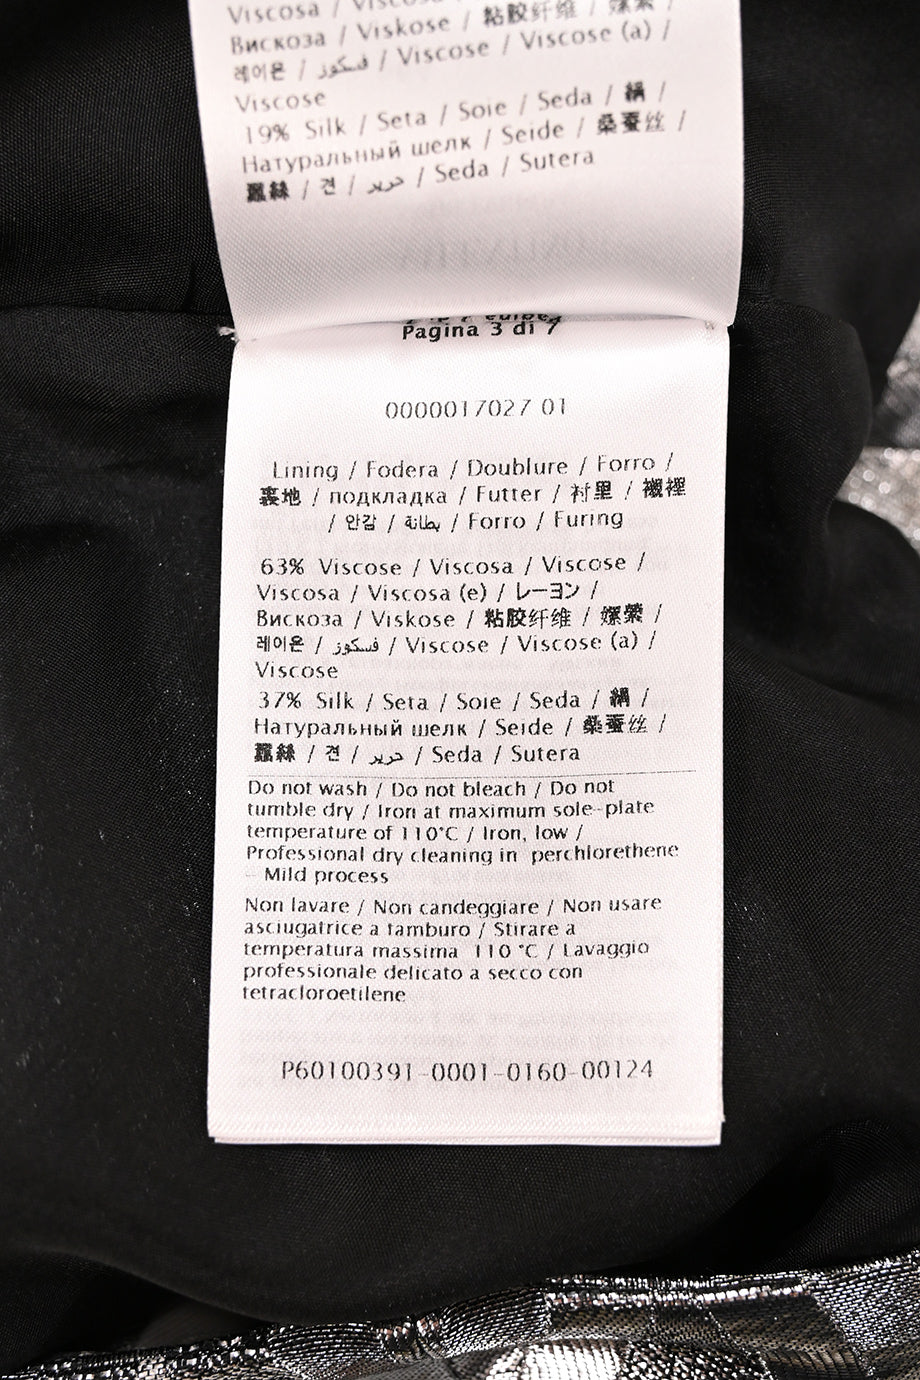 Viscosa / Viscosa
Вискоза / Viskose / 粘胶纤维 / 嫘縈 /
레이온 / فسكوز / Viscose / Viscose (a) /
Viscose
19% Silk / Seta / Soie / Seda / 絹 /
Натуральный шелк / Seide / 桑蚕丝 /
蠶絲 / 견 / حرير / Seda / Sutera
Pagina 3 di 7
0000017027 01
Lining / Fodera / Doublure / Forro /
裏地 / подкладка / Futter / 衬里 / 襯裡
/ 안감 / بطانة / Forro / Furing
63% Viscose / Viscosa / Viscose /
Viscosa / Viscosa (e) / レーヨン /
Вискоза / Viskose / 粘胶纤维 / 嫘縈 /
레이온 / فسكوز / Viscose / Viscose (a) /
Viscose
37% Silk / Seta / Soie / Seda / 絹 /
Натуральный шелк / Seide / 桑蚕丝 /
蠶絲 / 견 / حرير / Seda / Sutera
Do not wash / Do not bleach / Do not
tumble dry / Iron at maximum sole-plate
temperature of 110°C / Iron, low /
Professional dry cleaning in perchlorethene
– Mild process
Non lavare / Non candeggiare / Non usare
asciugatrice a tamburo / Stirare a
temperatura massima 110 °C / Lavaggio
professionale delicato a secco con
tetracloroetilene
P60100391-0001-0160-00124